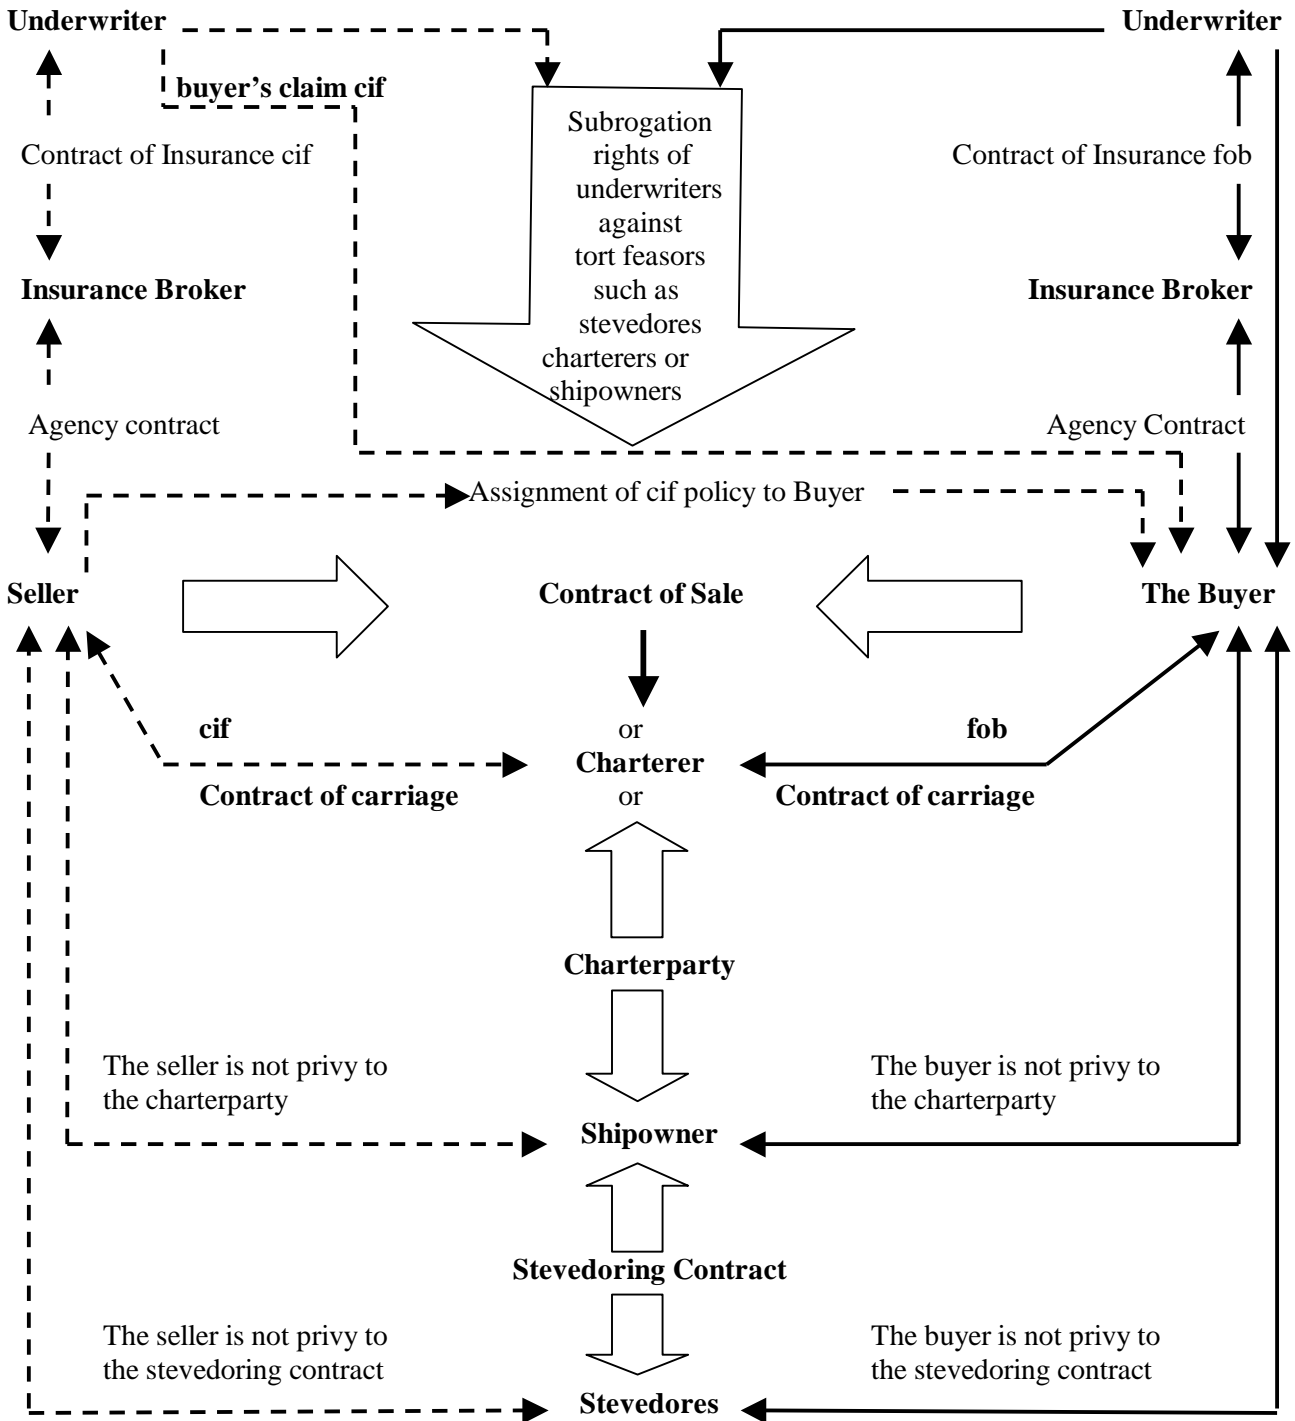 Underwriter
Underwriter
buyer’s claim cif
Subrogation
rights of
underwriters
against
tort feasors
such as
stevedores
charterers or
shipowners
Contract of Insurance cif
Contract of Insurance fob
Insurance Broker
Insurance Broker
Agency contract
Agency Contract
Assignment of cif policy to Buyer
Seller
Contract of Sale
The Buyer
cif
or
fob
Charterer
Contract of carriage
or
Contract of carriage
Charterparty
The seller is not privy to
the charterparty
The buyer is not privy to
the charterparty
Shipowner
Stevedoring Contract
The seller is not privy to
the stevedoring contract
The buyer is not privy to
the stevedoring contract
Stevedores